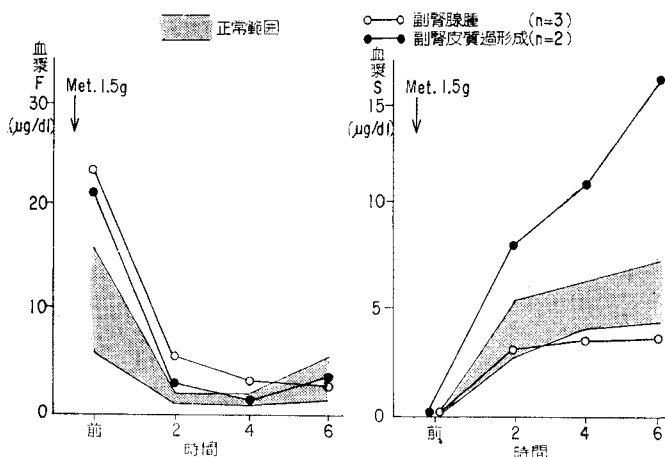 正常範囲
副腎腺腫 (n=3)
副腎皮質過形成(n=2)
血漿F
(μg/dl)
Met. 1.5g
30
20
10
0
前 2 4 6
時間
血漿S
(μg/dl)
Met. 1.5g
15
10
5
0
前 2 4 6
時間